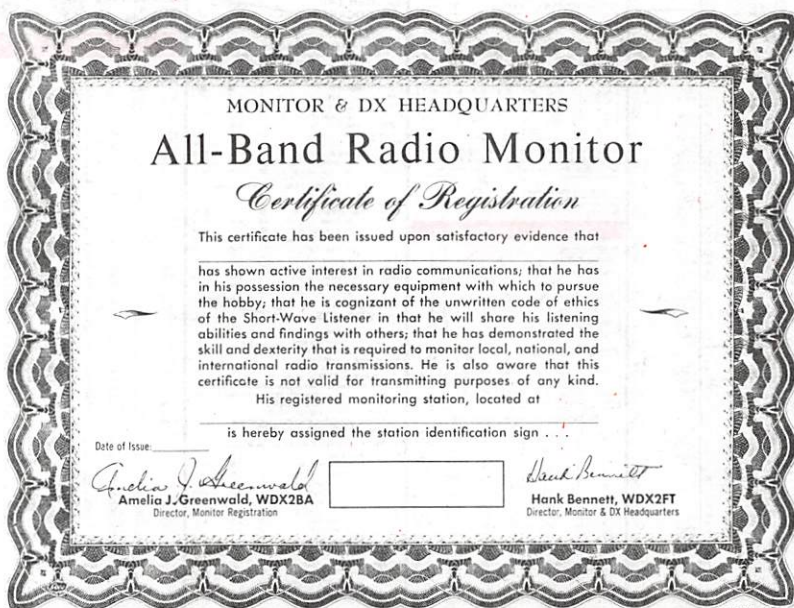 MONITOR & DX HEADQUARTERS
All-Band Radio Monitor
Certificate of Registration
This certificate has been issued upon satisfactory evidence that
has shown active interest in radio communications; that he has
in his possession the necessary equipment with which to pursue
the hobby; that he is cognizant of the unwritten code of ethics
of the Short-Wave Listener in that he will share his listening
abilities and findings with others; that he has demonstrated the
skill and dexterity that is required to monitor local, national, and
international radio transmissions. He is also aware that this
certificate is not valid for transmitting purposes of any kind.
His registered monitoring station, located at
is hereby assigned the station identification sign . . .
Date of Issue:
Amelia J. Greenwald
Amelia J. Greenwald, WDX2BA
Director, Monitor Registration
Hank Bennett
Hank Bennett, WDX2FT
Director, Monitor & DX Headquarters